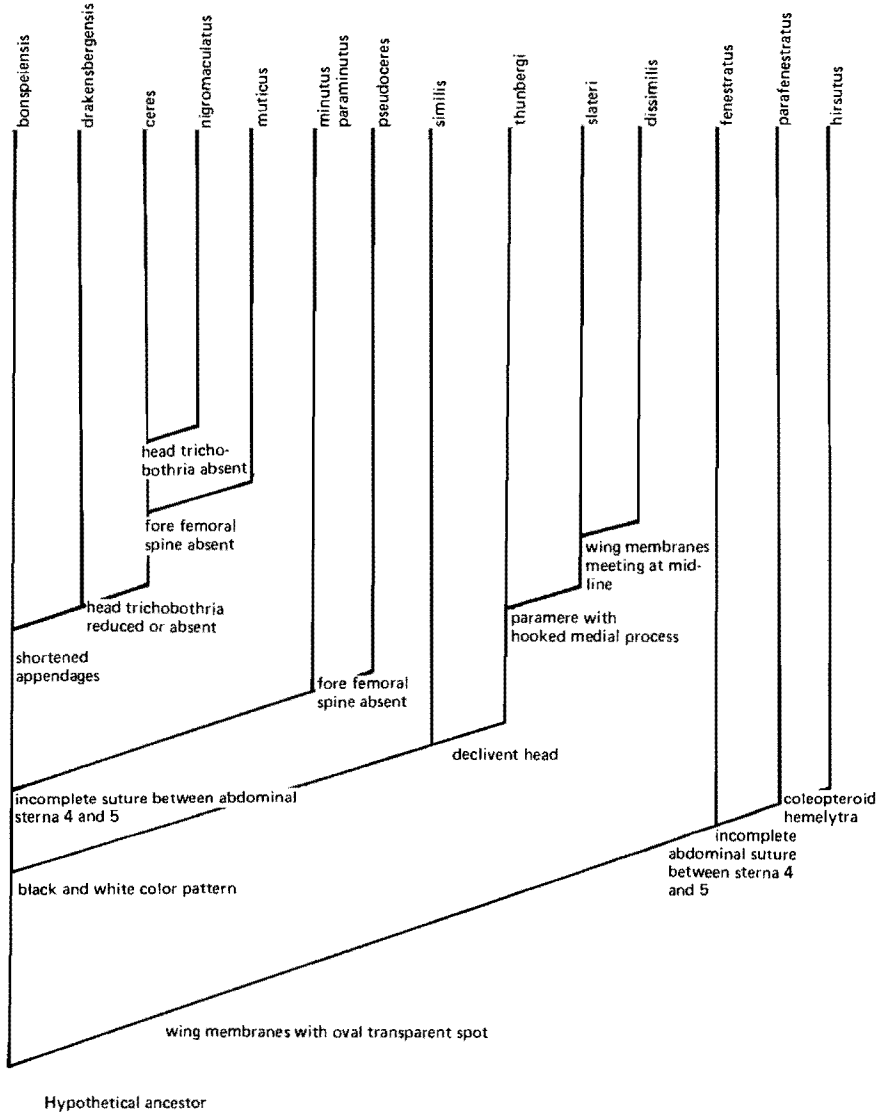 bonspeiensis
drakensbergensis
ceres
nigromaculatus
muticus
minutus
paraminutus
pseudoceres
similis
thunbergi
slateri
dissimilis
fenestratus
parafenestratus
hirsutus
head tricho-
bothria absent
fore femoral
spine absent
wing membranes
meeting at mid-
line
head trichobothria
reduced or absent
paramere with
hooked medial process
shortened
appendages
fore femoral
spine absent
declivent head
incomplete suture between abdominal
sterna 4 and 5
coleopteroid
hemelytra
incomplete
abdominal suture
between sterna 4
and 5
black and white color pattern
wing membranes with oval transparent spot
Hypothetical ancestor